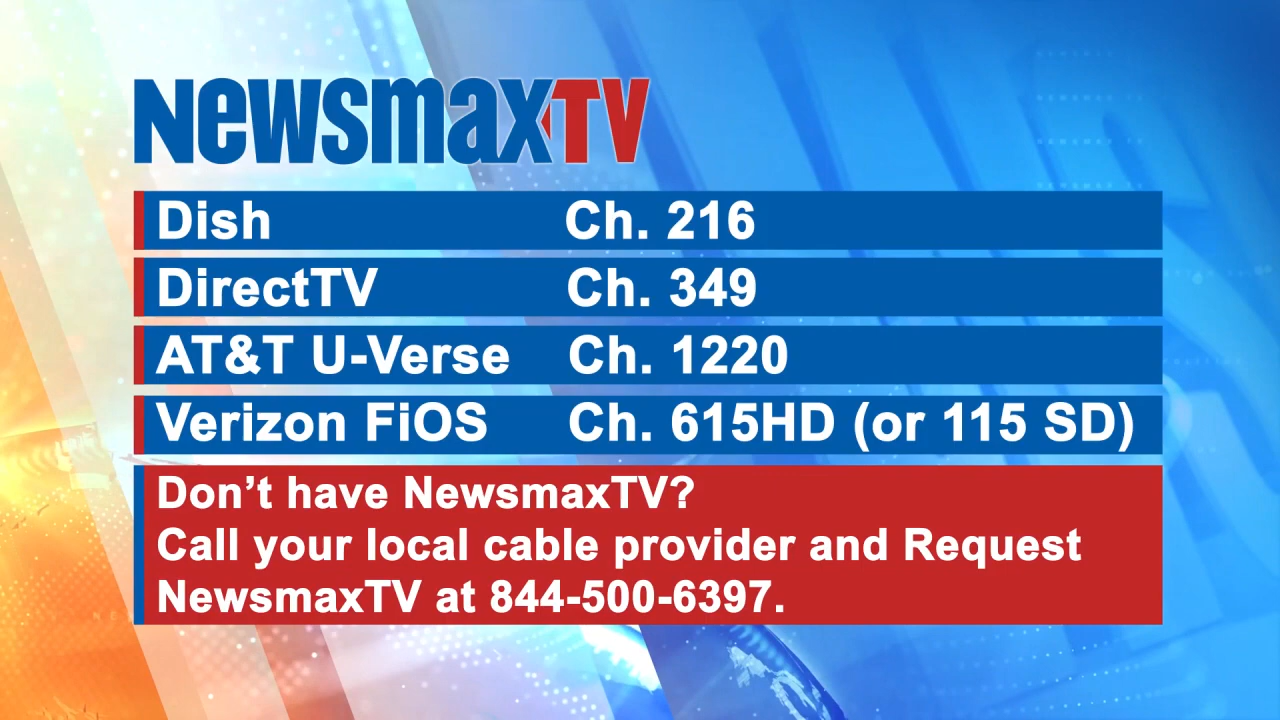 NewsmaxTV
Dish Ch. 216
DirectTV Ch. 349
AT&T U-Verse Ch. 1220
Verizon FiOS Ch. 615HD (or 115 SD)
Don't have NewsmaxTV?
Call your local cable provider and Request
NewsmaxTV at 844-500-6397.